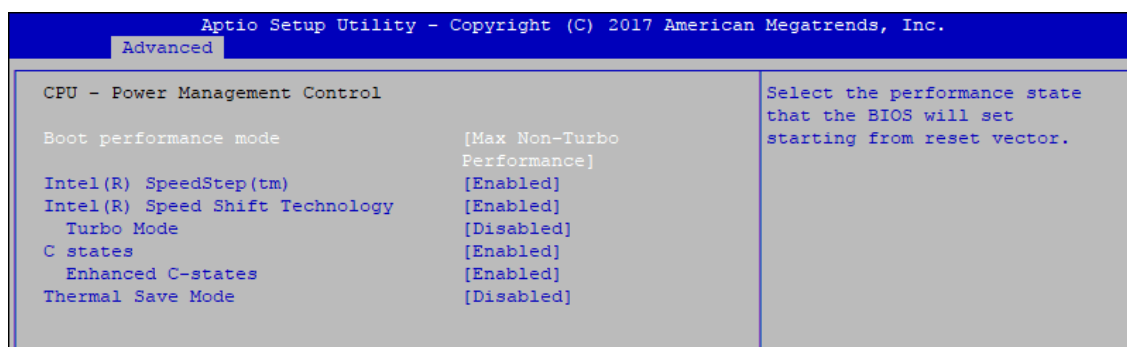 Aptio Setup Utility - Copyright (C) 2017 American Megatrends, Inc.
Advanced
CPU - Power Management Control
Boot performance mode [Max Non-Turbo
Performance]
Intel(R) SpeedStep(tm) [Enabled]
Intel(R) Speed Shift Technology [Enabled]
Turbo Mode [Disabled]
C states [Enabled]
Enhanced C-states [Enabled]
Thermal Save Mode [Disabled]
Select the performance state
that the BIOS will set
starting from reset vector.